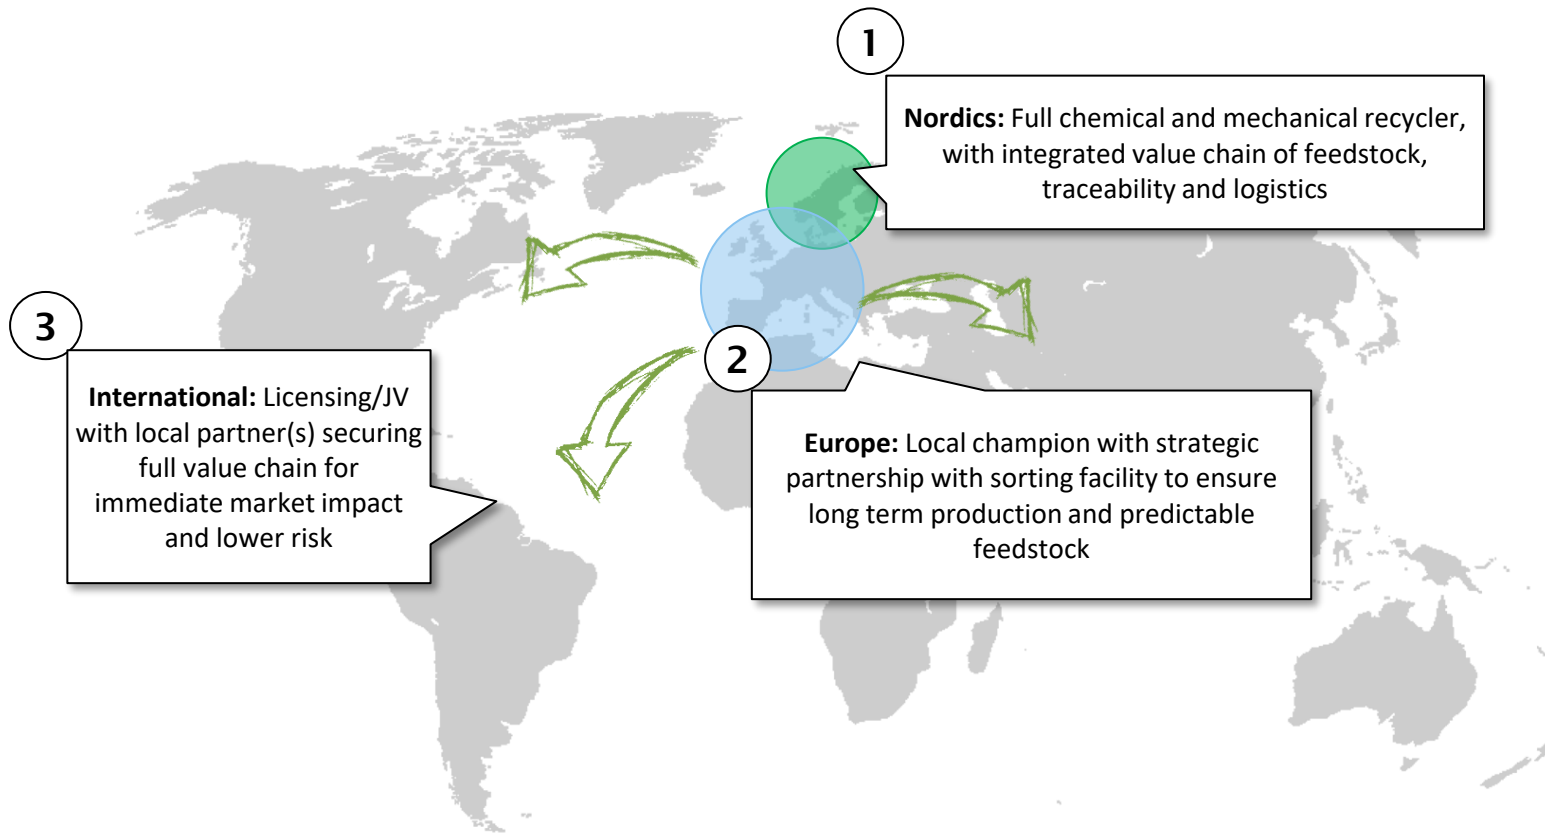 1
Nordics: Full chemical and mechanical recycler,
with integrated value chain of feedstock,
traceability and logistics
2
Europe: Local champion with strategic
partnership with sorting facility to ensure
long term production and predictable
feedstock
3
International: Licensing/JV
with local partner(s) securing
full value chain for
immediate market impact
and lower risk